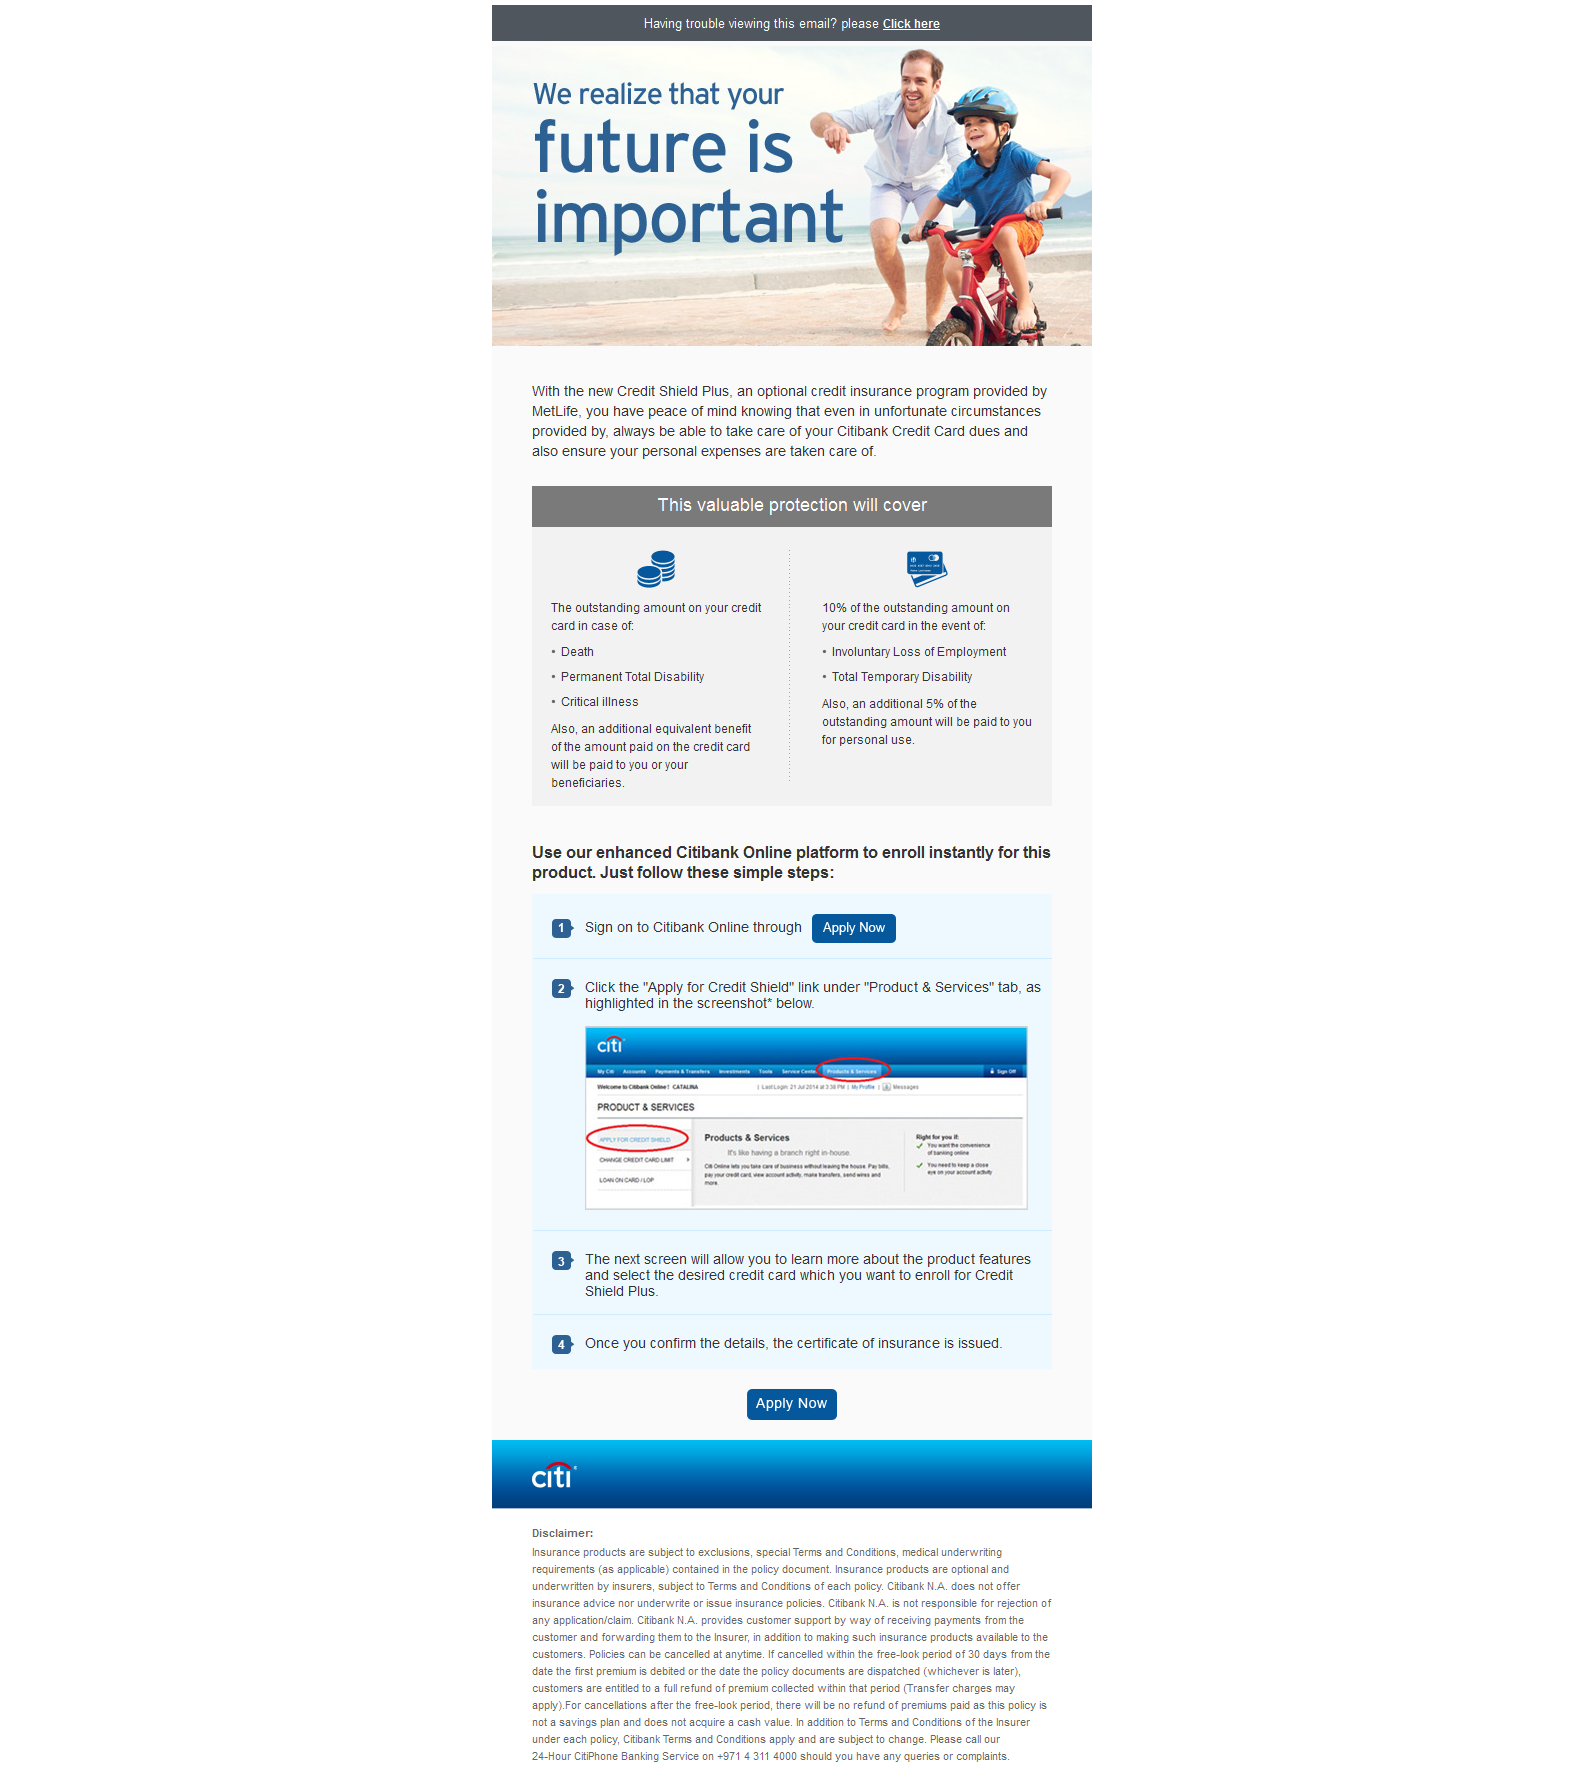 Having trouble viewing this email? please Click here
We realize that your
future is
important
With the new Credit Shield Plus, an optional credit insurance program provided by
MetLife, you have peace of mind knowing that even in unfortunate circumstances
provided by, always be able to take care of your Citibank Credit Card dues and
also ensure your personal expenses are taken care of.
This valuable protection will cover
The outstanding amount on your credit
card in case of:
• Death
• Permanent Total Disability
• Critical illness
Also, an additional equivalent benefit
of the amount paid on the credit card
will be paid to you or your
beneficiaries.
10% of the outstanding amount on
your credit card in the event of:
• Involuntary Loss of Employment
• Total Temporary Disability
Also, an additional 5% of the
outstanding amount will be paid to you
for personal use.
Use our enhanced Citibank Online platform to enroll instantly for this
product. Just follow these simple steps:
1 Sign on to Citibank Online through Apply Now
2 Click the "Apply for Credit Shield" link under "Product & Services" tab, as
highlighted in the screenshot* below.
citi
My Citi Accounts Payments & Transfers Investments Tools Service Center Products & Services Sign Off
Welcome to Citibank Online ! CATALINA | Last Login: 21 Jul 2014 at 3:38 PM | My Profile | Messages
PRODUCT & SERVICES
APPLY FOR CREDIT SHIELD
CHANGE CREDIT CARD LIMIT
LOAN ON CARD / LOP
Products & Services
It's like having a branch right in-house.
Citi Online lets you take care of business without leaving the house. Pay bills,
pay your credit card, view account activity, make transfers, send wires and
more.
Right for you if:
You want the convenience
of banking online
You need to keep a close
eye on your account activity
3 The next screen will allow you to learn more about the product features
and select the desired credit card which you want to enroll for Credit
Shield Plus.
4 Once you confirm the details, the certificate of insurance is issued.
Apply Now
citi
Disclaimer:
Insurance products are subject to exclusions, special Terms and Conditions, medical underwriting
requirements (as applicable) contained in the policy document. Insurance products are optional and
underwritten by insurers, subject to Terms and Conditions of each policy. Citibank N.A. does not offer
insurance advice nor underwrite or issue insurance policies. Citibank N.A. is not responsible for rejection of
any application/claim. Citibank N.A. provides customer support by way of receiving payments from the
customer and forwarding them to the Insurer, in addition to making such insurance products available to the
customers. Policies can be cancelled at anytime. If cancelled within the free-look period of 30 days from the
date the first premium is debited or the date the policy documents are dispatched (whichever is later),
customers are entitled to a full refund of premium collected within that period (Transfer charges may
apply).For cancellations after the free-look period, there will be no refund of premiums paid as this policy is
not a savings plan and does not acquire a cash value. In addition to Terms and Conditions of the Insurer
under each policy, Citibank Terms and Conditions apply and are subject to change. Please call our
24-Hour CitiPhone Banking Service on +971 4 311 4000 should you have any queries or complaints.